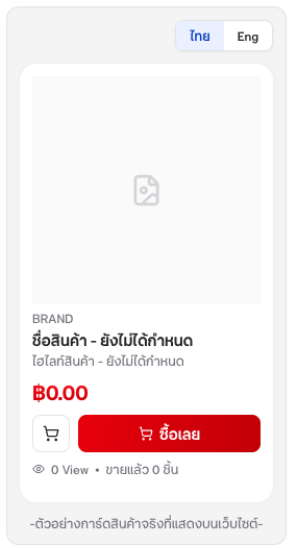 ไทย Eng
BRAND
ชื่อสินค้า - ยังไม่ได้กำหนด
ไฮไลท์สินค้า - ยังไม่ได้กำหนด
฿0.00
ซื้อเลย
0 View • ขายแล้ว 0 ชิ้น
-ตัวอย่างการ์ดสินค้าจริงที่แสดงบนเว็บไซต์-